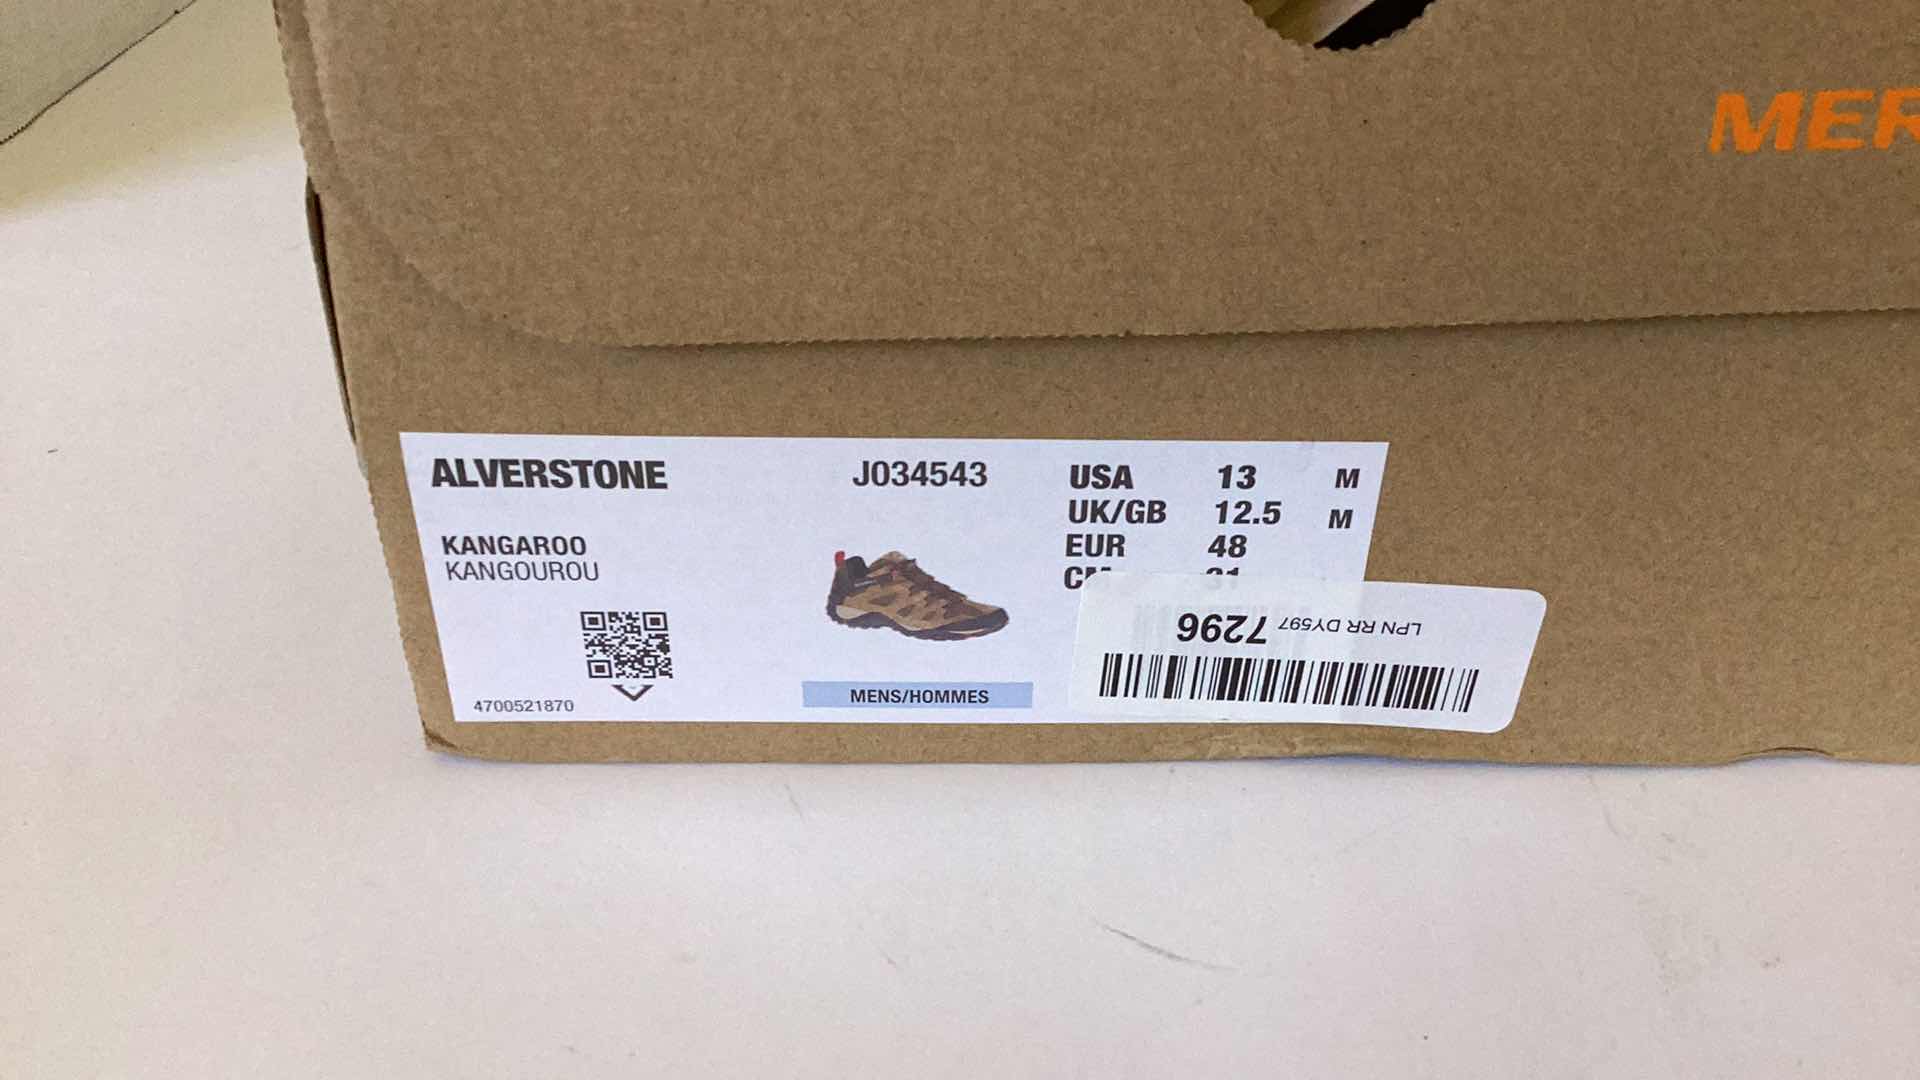 MER
ALVERSTONE
J034543
KANGAROO
KANGOUROU
4700521870
MENS/HOMMES
USA 13 M
UK/GB 12.5 M
EUR 48
LPN RR DY597 7296